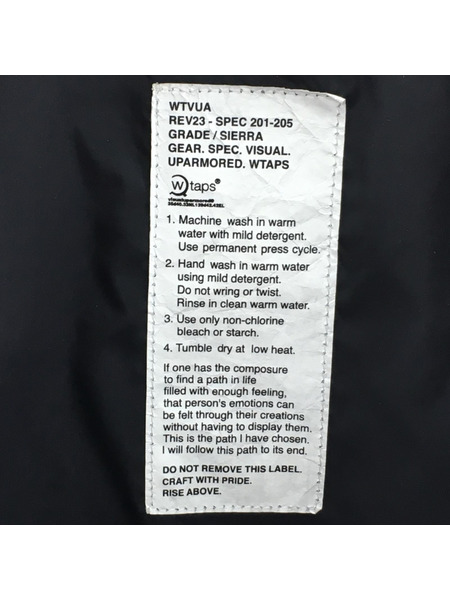 WTVUA
REV23 - SPEC 201-205
GRADE / SIERRA
GEAR. SPEC. VISUAL.
UPARMORED. WTAPS
Wtaps®
visualuparmored®
1. Machine wash in warm
water with mild detergent.
Use permanent press cycle.
2. Hand wash in warm water
using mild detergent.
Do not wring or twist.
Rinse in clean warm water.
3. Use only non-chlorine
bleach or starch.
4. Tumble dry at low heat.
If one has the composure
to find a path in life
filled with enough feeling,
that person's emotions can
be felt through their creations
without having to display them.
This is the path I have chosen.
I will follow this path to its end.
DO NOT REMOVE THIS LABEL.
CRAFT WITH PRIDE.
RISE ABOVE.